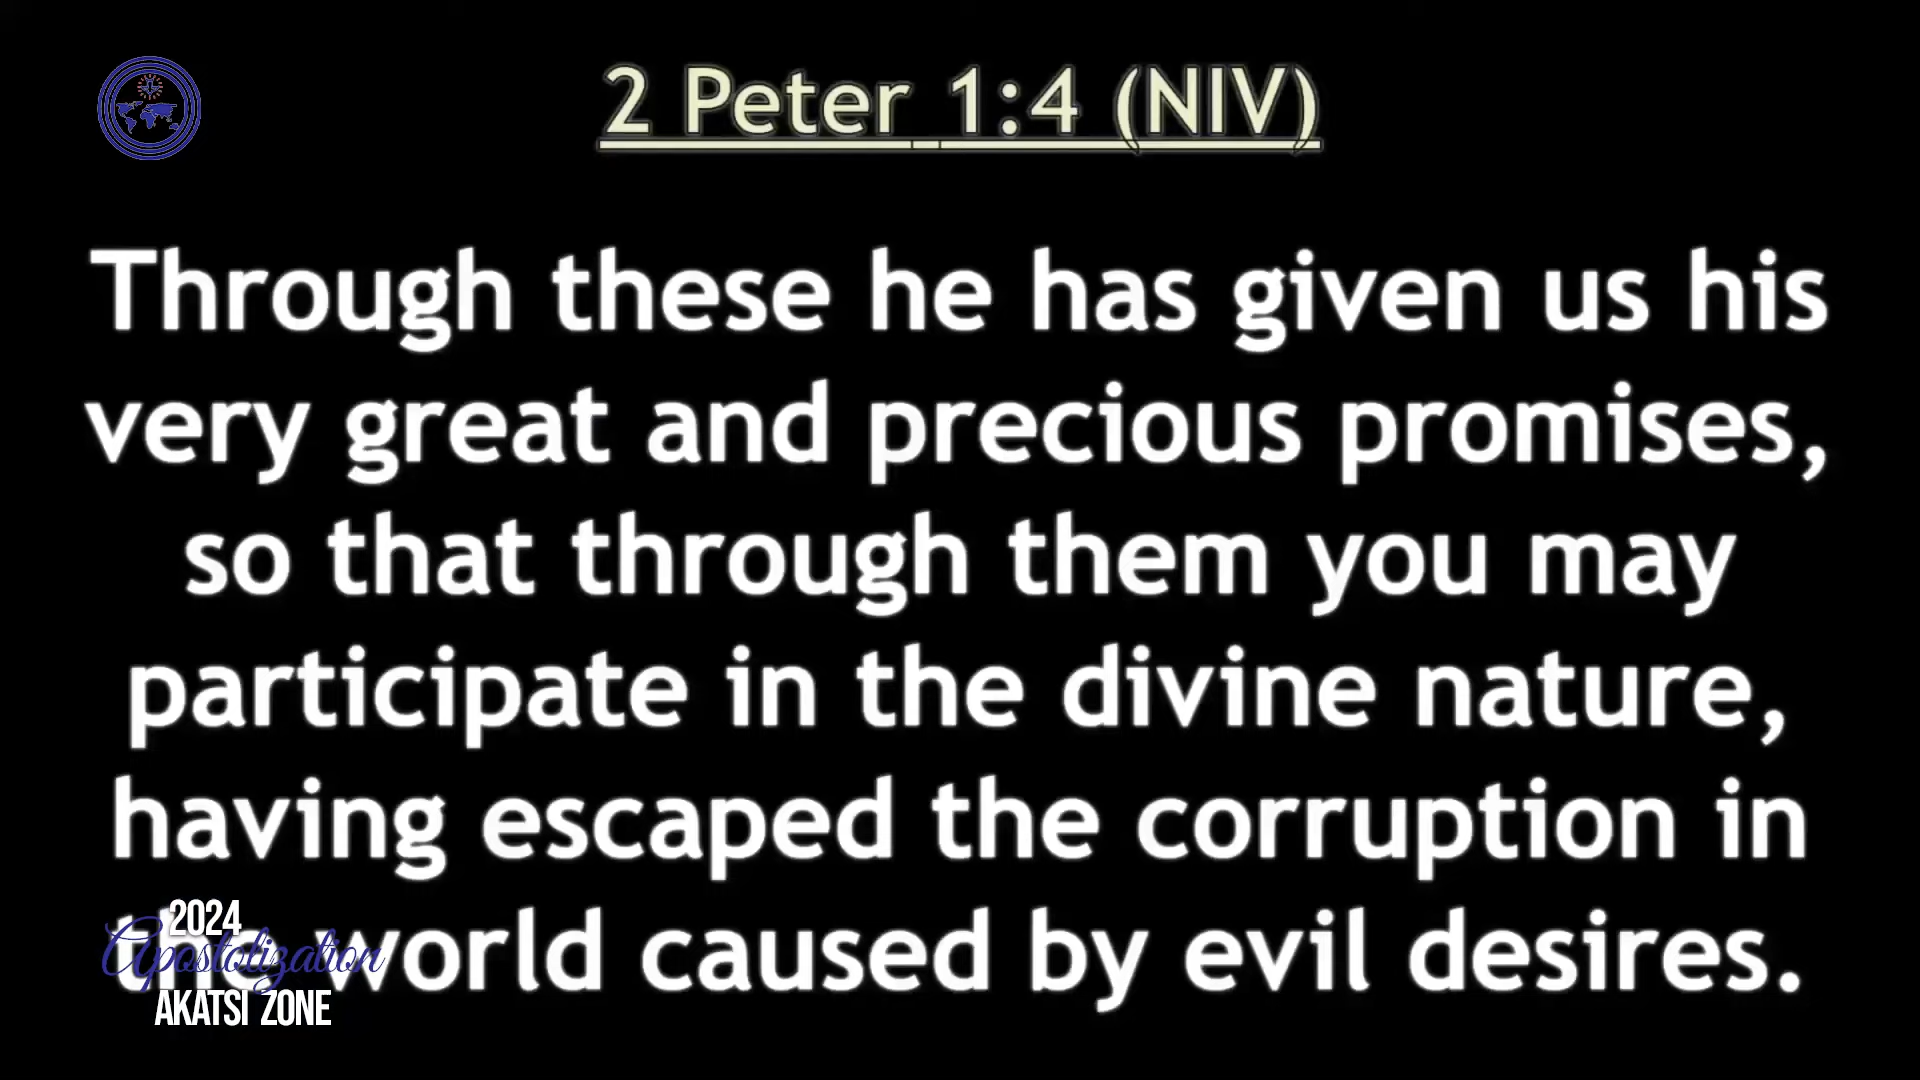 2 Peter 1:4 (NIV)
Through these he has given us his
very great and precious promises,
so that through them you may
participate in the divine nature,
having escaped the corruption in
the world caused by evil desires.
2024
Apostolization
AKATSI ZONE